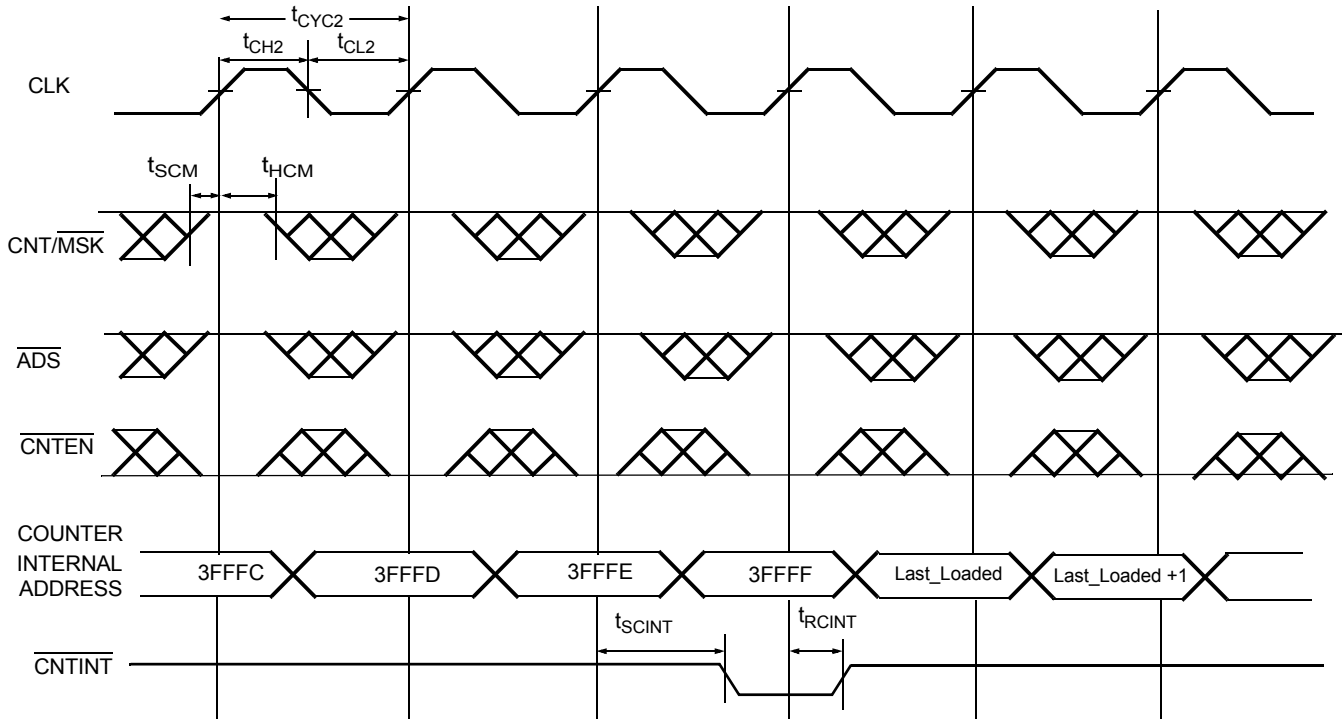 tCYC2
tCH2 tCL2
CLK
tSCM tHCM
CNT/MSK
ADS
CNTEN
COUNTER
INTERNAL
ADDRESS
3FFFC 3FFFD 3FFFE 3FFFF Last_Loaded Last_Loaded +1
tSCINT tRCINT
CNTINT